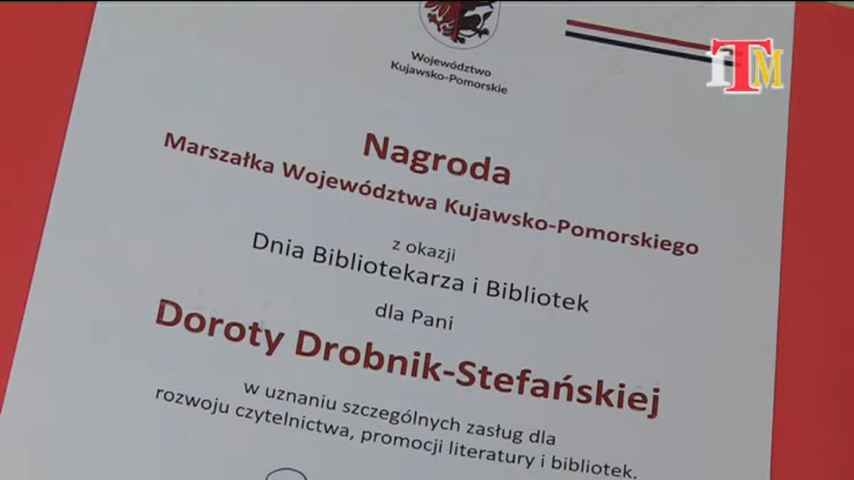 Województwo
Kujawsko-Pomorskie
ITM
Nagroda
Marszałka Województwa Kujawsko-Pomorskiego
z okazji
Dnia Bibliotekarza i Bibliotek
dla Pani
Doroty Drobnik-Stefańskiej
w uznaniu szczególnych zasług dla
rozwoju czytelnictwa, promocji literatury i bibliotek.